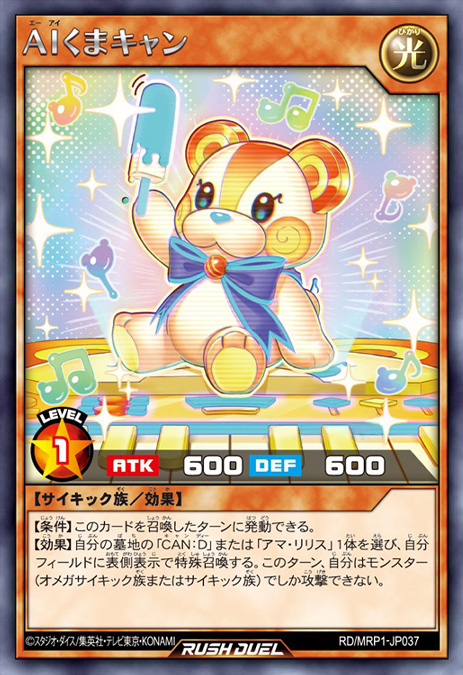 エー アイ
AIくまキャン
ひかり
光
LEVEL
1
ATK 600 DEF 600
【サイキック族／効果】
【条件】このカードを召喚したターンに発動できる。
【効果】自分の墓地の「CAN:D」または「アマ・リリス」1体を選び、自分
フィールドに表側表示で特殊召喚する。このターン、自分はモンスター
(オメガサイキック族またはサイキック族)でしか攻撃できない。
©スタジオ・ダイス/集英社・テレビ東京・KONAMI
RUSH DUEL
RD/MRP1-JP037